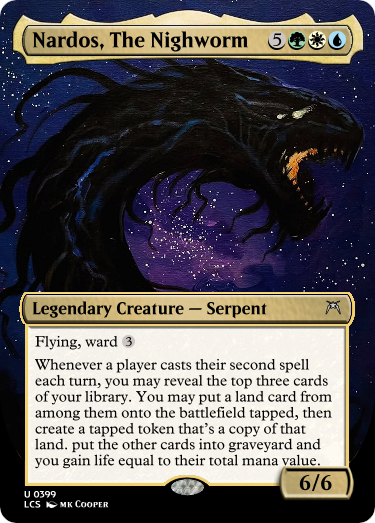 Nardos, The Nighworm 5
Legendary Creature — Serpent
Flying, ward 3
Whenever a player casts their second spell
each turn, you may reveal the top three cards
of your library. You may put a land card from
among them onto the battlefield tapped, then
create a tapped token that's a copy of that
land. put the other cards into graveyard and
you gain life equal to their total mana value.
6/6
U 0399
LCS MK COOPER